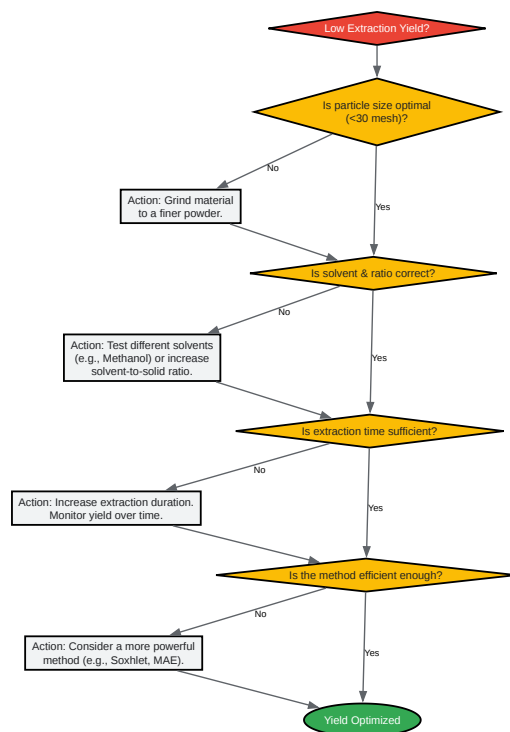 Low Extraction Yield?
Is particle size optimal
(<30 mesh)?
No
Action: Grind material
to a finer powder.
Yes
Is solvent & ratio correct?
No
Action: Test different solvents
(e.g., Methanol) or increase
solvent-to-solid ratio.
Yes
Is extraction time sufficient?
No
Action: Increase extraction duration.
Monitor yield over time.
Yes
Is the method efficient enough?
No
Action: Consider a more powerful
method (e.g., Soxhlet, MAE).
Yes
Yield Optimized